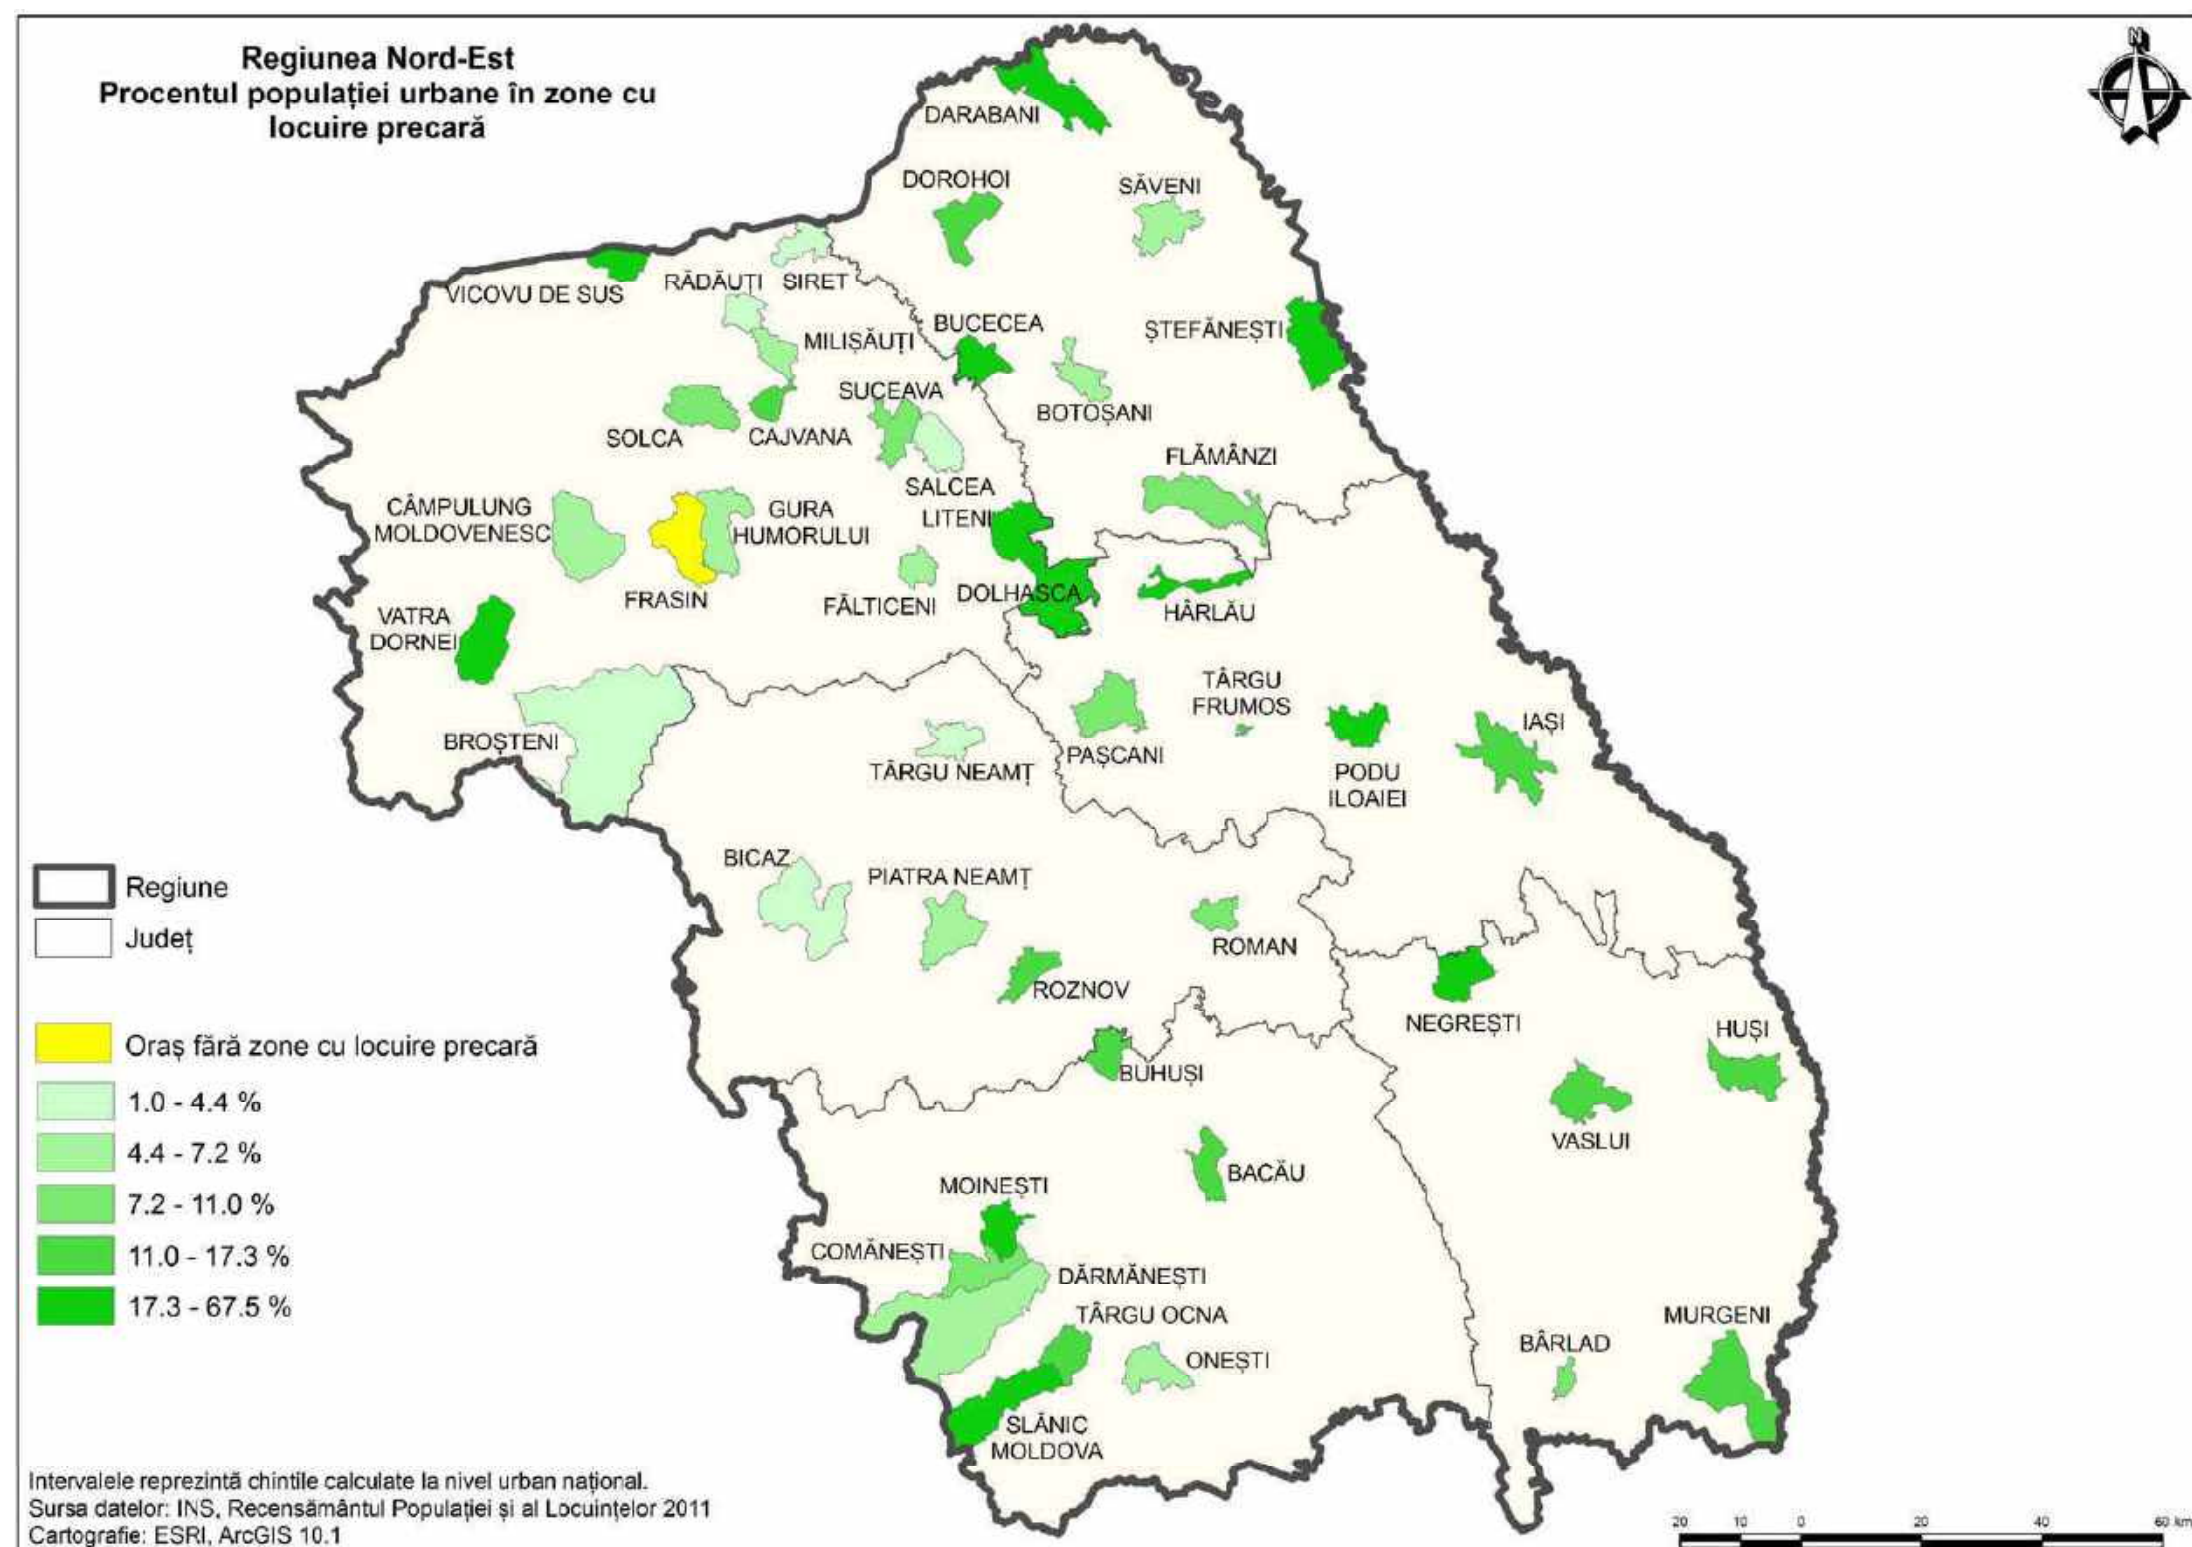 Regiunea Nord-Est
Procentul populației urbane în zone cu
locuire precară
N
DARABANI
DOROHOI
SĂVENI
VICOVU DE SUS
RĂDĂUȚI
SIRET
MILIȘĂUȚI
BUCECEA
ȘTEFĂNEȘTI
SUCEAVA
BOTOȘANI
SOLCA
CAJVANA
FLĂMÂNZI
SALCEA
CÂMPULUNG
MOLDOVENESC
GURA
HUMORULUI
LITENI
FRASIN
FĂLTICENI
DOLHASCA
HÂRLĂU
VATRA
DORNEI
TÂRGU
FRUMOS
IAȘI
BROȘTENI
TÂRGU NEAMȚ
PAȘCANI
PODU
ILOAIEI
BICAZ
PIATRA NEAMȚ
ROMAN
ROZNOV
NEGREȘTI
HUȘI
BUHUȘI
VASLUI
BACĂU
MOINEȘTI
COMĂNEȘTI
DĂRMĂNEȘTI
TÂRGU OCNA
ONEȘTI
MURGENI
BÂRLAD
SLĂNIC
MOLDOVA
Regiune
Județ
Oraș fără zone cu locuire precară
1.0 - 4.4 %
4.4 - 7.2 %
7.2 - 11.0 %
11.0 - 17.3 %
17.3 - 67.5 %
Intervalele reprezintă chintile calculate la nivel urban național.
Sursa datelor: INS, Recensământul Populației și al Locuințelor 2011
Cartografie: ESRI, ArcGIS 10.1
20 10 0 20 40 60 km